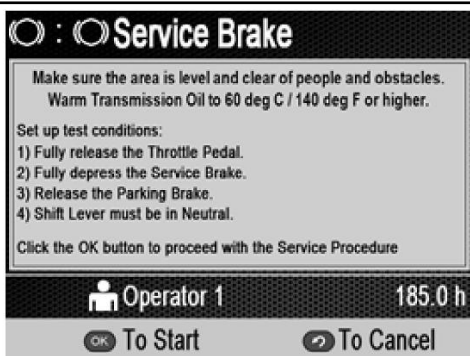 : Service Brake
Make sure the area is level and clear of people and obstacles.
Warm Transmission Oil to 60 deg C / 140 deg F or higher.
Set up test conditions:
1) Fully release the Throttle Pedal.
2) Fully depress the Service Brake.
3) Release the Parking Brake.
4) Shift Lever must be in Neutral.
Click the OK button to proceed with the Service Procedure
Operator 1 185.0 h
OK To Start To Cancel